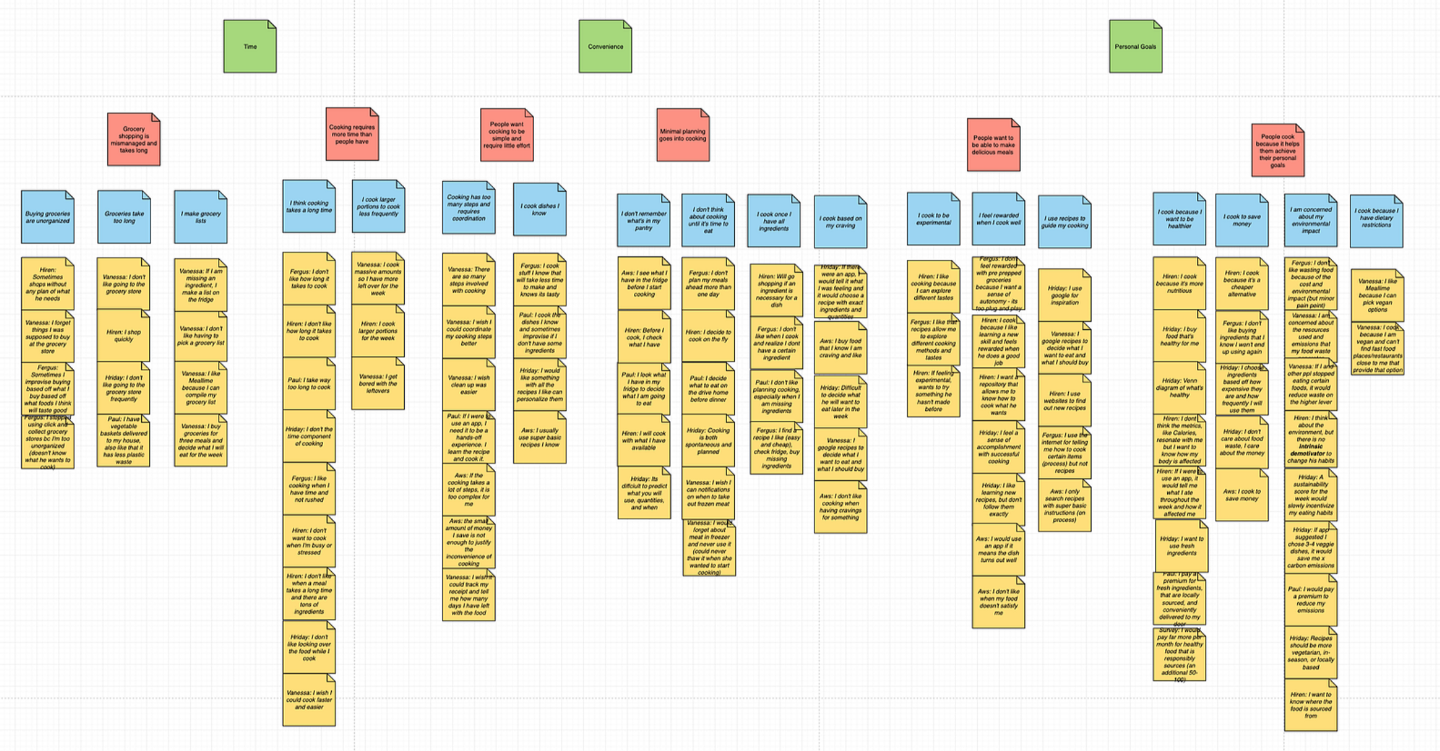 Time
Convenience
Personal Goals
Grocery
shopping is
mismanaged and
takes long
Cooking requires
more time than
people have
People want
cooking to be
simple and
require little effort
Minimal planning
goes into cooking
People want to
be able to make
delicious meals
People cook
because it helps
them achieve
their personal
goals
Buying groceries
are unorganized
Groceries take
too long
I make grocery
lists
I think cooking
takes a long time
I cook larger
portions to cook
less frequently
Cooking has too
many steps and
requires
coordination
I cook dishes I
know
I don't remember
what's in my
pantry
I don't think
about cooking
until it's time to
eat
I cook once I
have all
ingredients
I cook based on
my craving
I cook to be
experimental
I feel rewarded
when I cook well
I use recipes to
guide my cooking
I cook because I
want to be
healthier
I cook to save
money
I am concerned
about my
environmental
impact
I cook because I
have dietary
restrictions
Hiren:
Sometimes
shops without
any plan of what
he needs
Vanessa: I forget
things I was
supposed to buy
at the grocery
store
Fergus:
Sometimes I
improvise buying
based off what I
buy based off
what foods I think
will taste good
Fergus: I stopped
using click and
collect grocery
stores bc I'm too
unorganized
(doesn't know
what he wants to
cook)
Vanessa: I don't
like going to the
grocery store
Hiren: I shop
quickly
Hriday: I don't
like going to the
grocery store
frequently
Paul: I have
vegetable
baskets delivered
to my house,
also like that it
has less plastic
waste
Vanessa: If I am
missing an
ingredient, I
make a list on
the fridge
Vanessa: I don't
like having to
pick a grocery list
Vanessa: I like
Mealime
because I can
compile my
grocery list
Vanessa: I buy
groceries for
three meals and
decide what I will
eat for the week
Fergus: I don't
like how long it
takes to cook
Hiren: I don't like
how long it takes
to cook
Paul: I take way
too long to cook
Hriday: I don't
the time
component of
cooking
Fergus: I like
cooking when I
have time and
not rushed
Hiren: I don't
want to cook
when I'm busy or
stressed
Hiren: I don't like
when a meal
takes a long time
and there are
tons of
ingredients
Hriday: I don't
like looking over
the food while I
cook
Vanessa: I wish I
could cook faster
and easier
Vanessa: I cook
massive amounts
so I have more
left over for the
week
Hiren: I cook
larger portions
for the week
Vanessa: I get
bored with the
leftovers
Vanessa: There
are so many
steps involved
with cooking
Vanessa: I wish I
could coordinate
my cooking steps
better
Vanessa: I wish
clean up was
easier
Paul: If I were to
use an app, I
need it to be a
hands-off
experience. I
learn the recipe
and cook it.
Aws: If the
cooking takes a
lot of steps, it is
too complex for
me
Aws: the small
amount of money
I save is not
enough to justify
the
inconvenience of
cooking
Vanessa: I wish I
could track my
receipt and tell
me how many
days I have left
with the food
Fergus: I cook
stuff I know that
will take less time
to make and
knows its tasty
Paul: I cook the
dishes I know
and sometimes
improvise if I
don't have some
ingredients
Hriday: I would
like something
with all the
recipes I like can
personalize them
Aws: I usually
use super basic
recipes I know
Aws: I see what I
have in the fridge
before I start
cooking
Hiren: Before I
cook, I check
what I have
Paul: I look what
I have in my
fridge to decide
what I am going
to eat
Hiren: I will cook
with what I have
available
Hriday: Its
difficult to predict
what you will
use, quantities,
and when
Fergus: I don't
plan my meals
ahead more than
one day
Hiren: I decide to
cook on the fly
Paul: I decide
what to eat on
the drive home
before dinner
Hriday: Cooking
is both
spontaneous and
planned
Vanessa: I wish I
can notifications
on when to take
out frozen meat
Vanessa: I would
forget about
meat in freezer
and never use it
(could never
thaw it when she
wanted to start
cooking)
Hiren: Will go
shopping if an
ingredient is
necessary for a
dish
Fergus: I don't
like when I cook
and realize I dont
have a certain
ingredient
Paul: I don't like
planning cooking,
especially when I
am missing
ingredients
Fergus: I find a
recipe I like (easy
and cheap),
check fridge, buy
missing
ingredients
Hriday: If there
were an app, I
would tell it what
I was feeling and
it would choose a
recipe with exact
ingredients and
quantities
Aws: I buy food
that I know I am
craving and like
Hriday: Difficult
to decide what
he will want to
eat later in the
week
Vanessa: I
google recipes to
decide what I
want to eat and
what I should buy
Aws: I don't like
cooking when
having cravings
for something
Hiren: I like
cooking because
I can explore
different tastes
Fergus: I like that
recipes allow me
to explore
different cooking
methods and
tastes
Hiren: If feeling
experimental,
wants to try
something he
has not made
before
Fergus: I don't
feel rewarded
with pre prepped
groceries
because I want a
sense of
autonomy - its
too plug and play
Hiren: I cook
because I like
learning a new
skill and feels
rewarded when
he does a good
job
Hiren: I want a
repository that
allows me to
know how to
cook what he
wants
Hriday: I feel a
sense of
accomplishment
with successful
cooking
Hriday: I like
learning new
recipes, but don't
follow them
exactly
Aws: I would use
an app if it
means the dish
turns out well
Aws: I don't like
when my food
doesn't satisfy
me
Hriday: I use
google for
inspiration
Vanessa: I
google recipes to
decide what I
want to eat and
what I should buy
Hiren: I use
websites to find
out new recipes
Fergus: I use the
internet for telling
me how to cook
certain items
(process) but not
recipes
Aws: I only
search recipes
with super basic
instructions (on
process)
Hiren: I cook
because it's more
nutritious
Hriday: I buy
food that's
healthy for me
Hriday: Venn
diagram of what's
healthy
Hiren: I dont
think the metrics,
like Calories,
resonate with me
but I want to
know how my
body is affected
Hiren: If I were
app, it would tell
me what I ate
throughout the
week and how it
affected me
Hriday: I want to
use fresh
ingredients
Paul: I pay a
premium for
fresh ingredients,
that are locally
sourced, and
conveniently
delivered to my
door
Survey: I would
pay far more per
month for healthy
food that is
responsibly
sources (an
additional 50-
100)
Hiren: I cook
because it's a
cheaper
alternative
Fergus: I don't
like buying
ingredients that I
know I won't end
up using again
Hriday: I choose
ingredients
based off how
expensive they
are and how
frequently I will
use them
Hriday: I don't
care about food
waste, I care
about the money
Aws: I cook to
save money
Fergus: I don't
like wasting food
because of the
cost and
environmental
impact (but minor
pain point)
Vanessa: I am
concerned about
the resources
used and
emissions that
my food waste
Vanessa: If I and
other ppl stopped
eating certain
foods, it would
reduce waste on
the higher lever
Hiren: I think
about the
environment, but
there is no
intrinsic
demotivator to
change his habits
Hriday: A
sustainability
score for the
week would
slowly incentivize
my eating habits
Hriday: If app
suggested I
chose 3-4 veggie
dishes, it would
save me x
carbon emissions
Paul: I would pay
a premium to
reduce my
emissions
Hriday: Recipes
should be more
vegetarian, in-
season, or locally
based
Hiren: I want to
know where the
food is sourced
from
Vanessa: I like
Mealime
because I can
pick vegan
options
Vanessa: I cook
because I am
vegan and can't
find fast food
places/restaurants
close to me that
provide that option